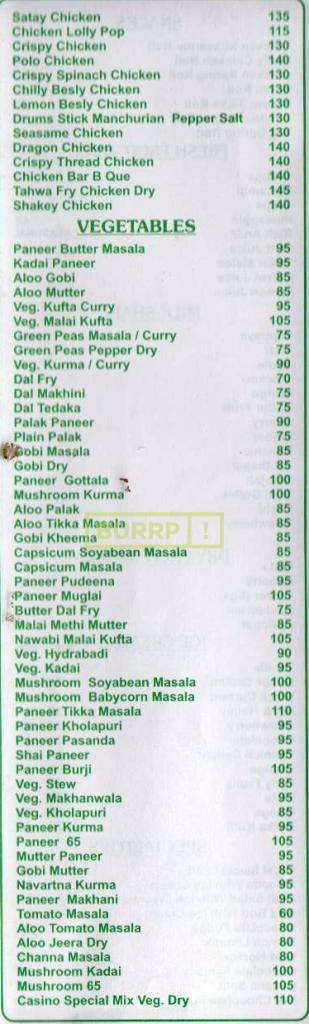 Satay Chicken 135
Chicken Lolly Pop 115
Crispy Chicken 130
Polo Chicken 140
Crispy Spinach Chicken 130
Chilly Besly Chicken 130
Lemon Besly Chicken 130
Drums Stick Manchurian Pepper Salt 130
Seasame Chicken 130
Dragon Chicken 140
Crispy Thread Chicken 140
Chicken Bar B Que 140
Tahwa Fry Chicken Dry 145
Shakey Chicken 140
VEGETABLES
Paneer Butter Masala 95
Kadai Paneer 95
Aloo Gobi 85
Aloo Mutter 85
Veg. Kufta Curry 95
Veg. Malai Kufta 105
Green Peas Masala / Curry 75
Green Peas Pepper Dry 75
Veg. Kurma / Curry 90
Dal Fry 70
Dal Makhini 75
Dal Tedaka 75
Palak Paneer 90
Plain Palak 75
Gobi Masala 85
Gobi Dry 85
Paneer Gottala 100
Mushroom Kurma 100
Aloo Palak 85
Aloo Tikka Masala 85
Gobi Kheema 85
Capsicum Soyabean Masala 85
Capsicum Masala 85
Paneer Pudeena 95
Paneer Muglai 105
Butter Dal Fry 75
Malai Methi Mutter 85
Nawabi Malai Kufta 105
Veg. Hydrabadi 90
Veg. Kadai 95
Mushroom Soyabean Masala 100
Mushroom Babycorn Masala 100
Paneer Tikka Masala 110
Paneer Kholapuri 95
Paneer Pasanda 95
Shai Paneer 95
Paneer Burji 105
Veg. Stew 85
Veg. Makhanwala 95
Veg. Kholapuri 85
Paneer Kurma 95
Paneer 65 105
Mutter Paneer 95
Gobi Mutter 85
Navartna Kurma 95
Paneer Makhani 95
Tomato Masala 60
Aloo Tomato Masala 80
Aloo Jeera Dry 80
Channa Masala 80
Mushroom Kadai 100
Mushroom 65 105
Casino Special Mix Veg. Dry 110
BURRP!